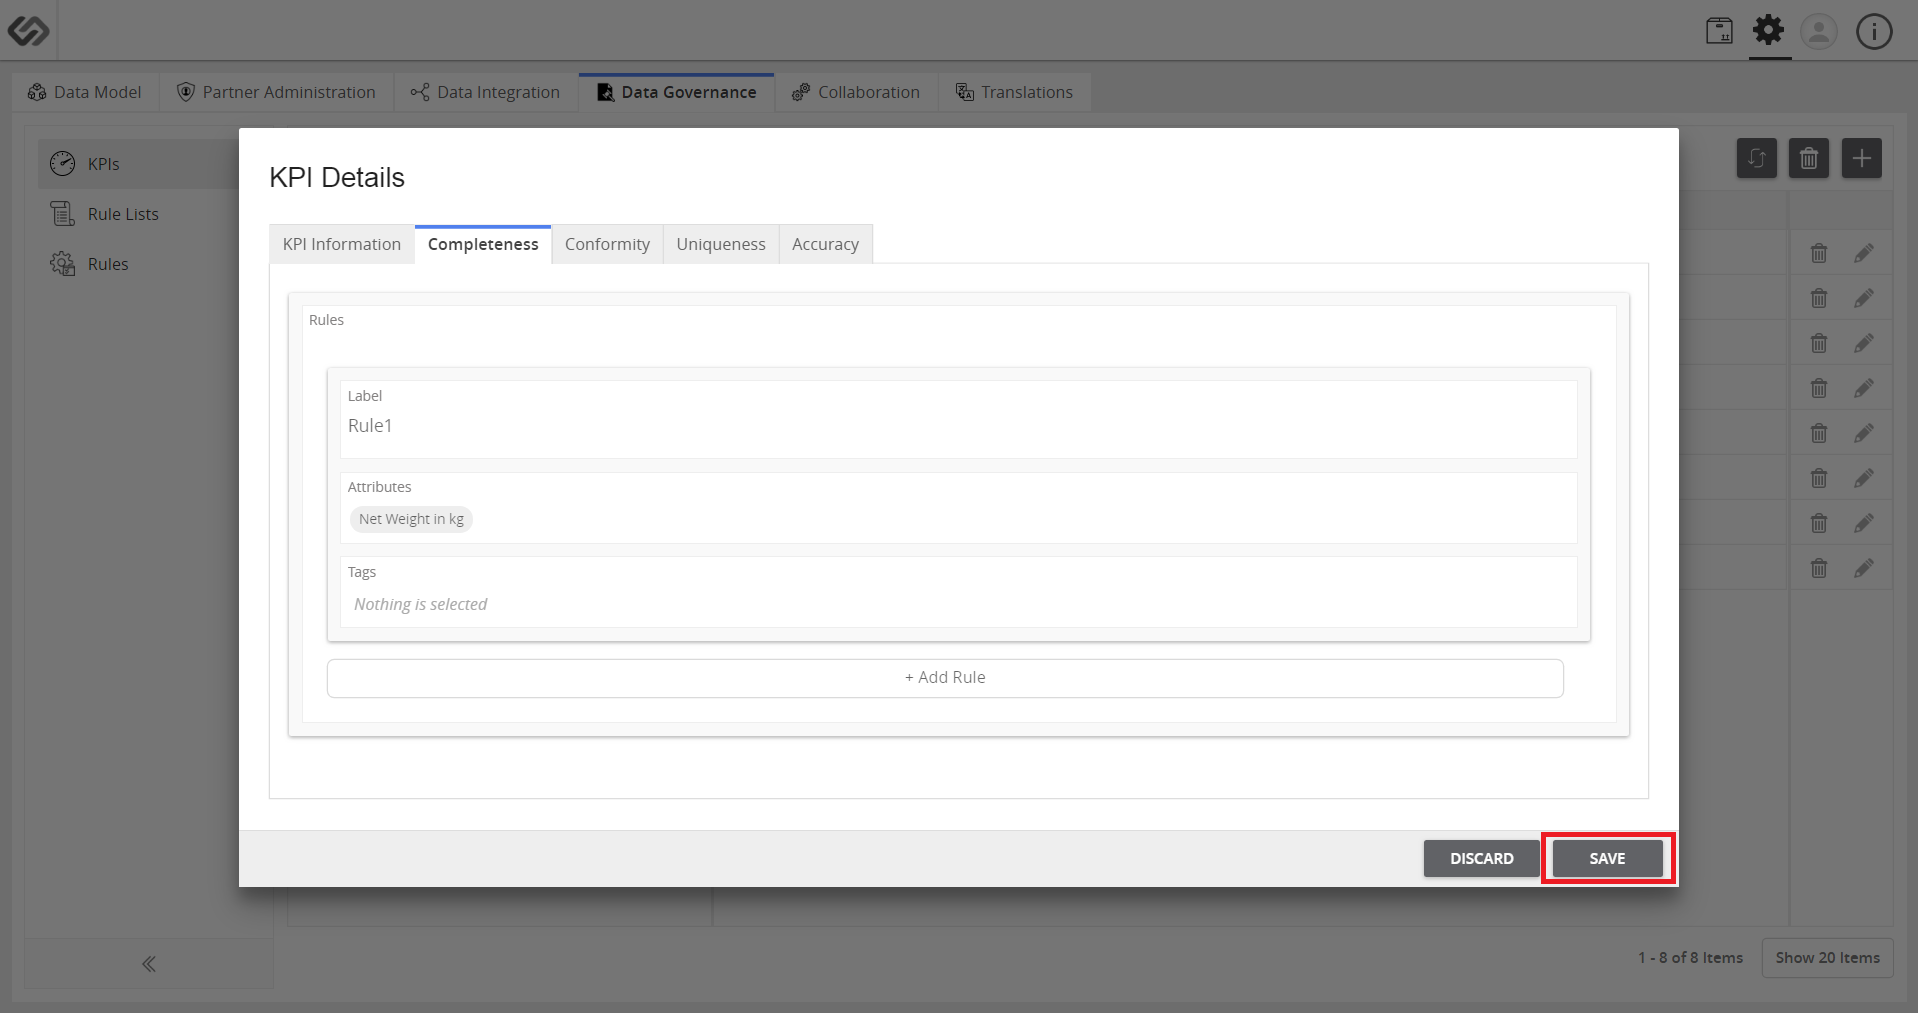 Data Model
Partner Administration
Data Integration
Data Governance
Collaboration
Translations
KPIs
Rule Lists
Rules
KPI Details
KPI Information
Completeness
Conformity
Uniqueness
Accuracy
Rules
Label
Rule1
Attributes
Net Weight in kg
Tags
Nothing is selected
+ Add Rule
DISCARD
SAVE
1 - 8 of 8 Items
Show 20 Items